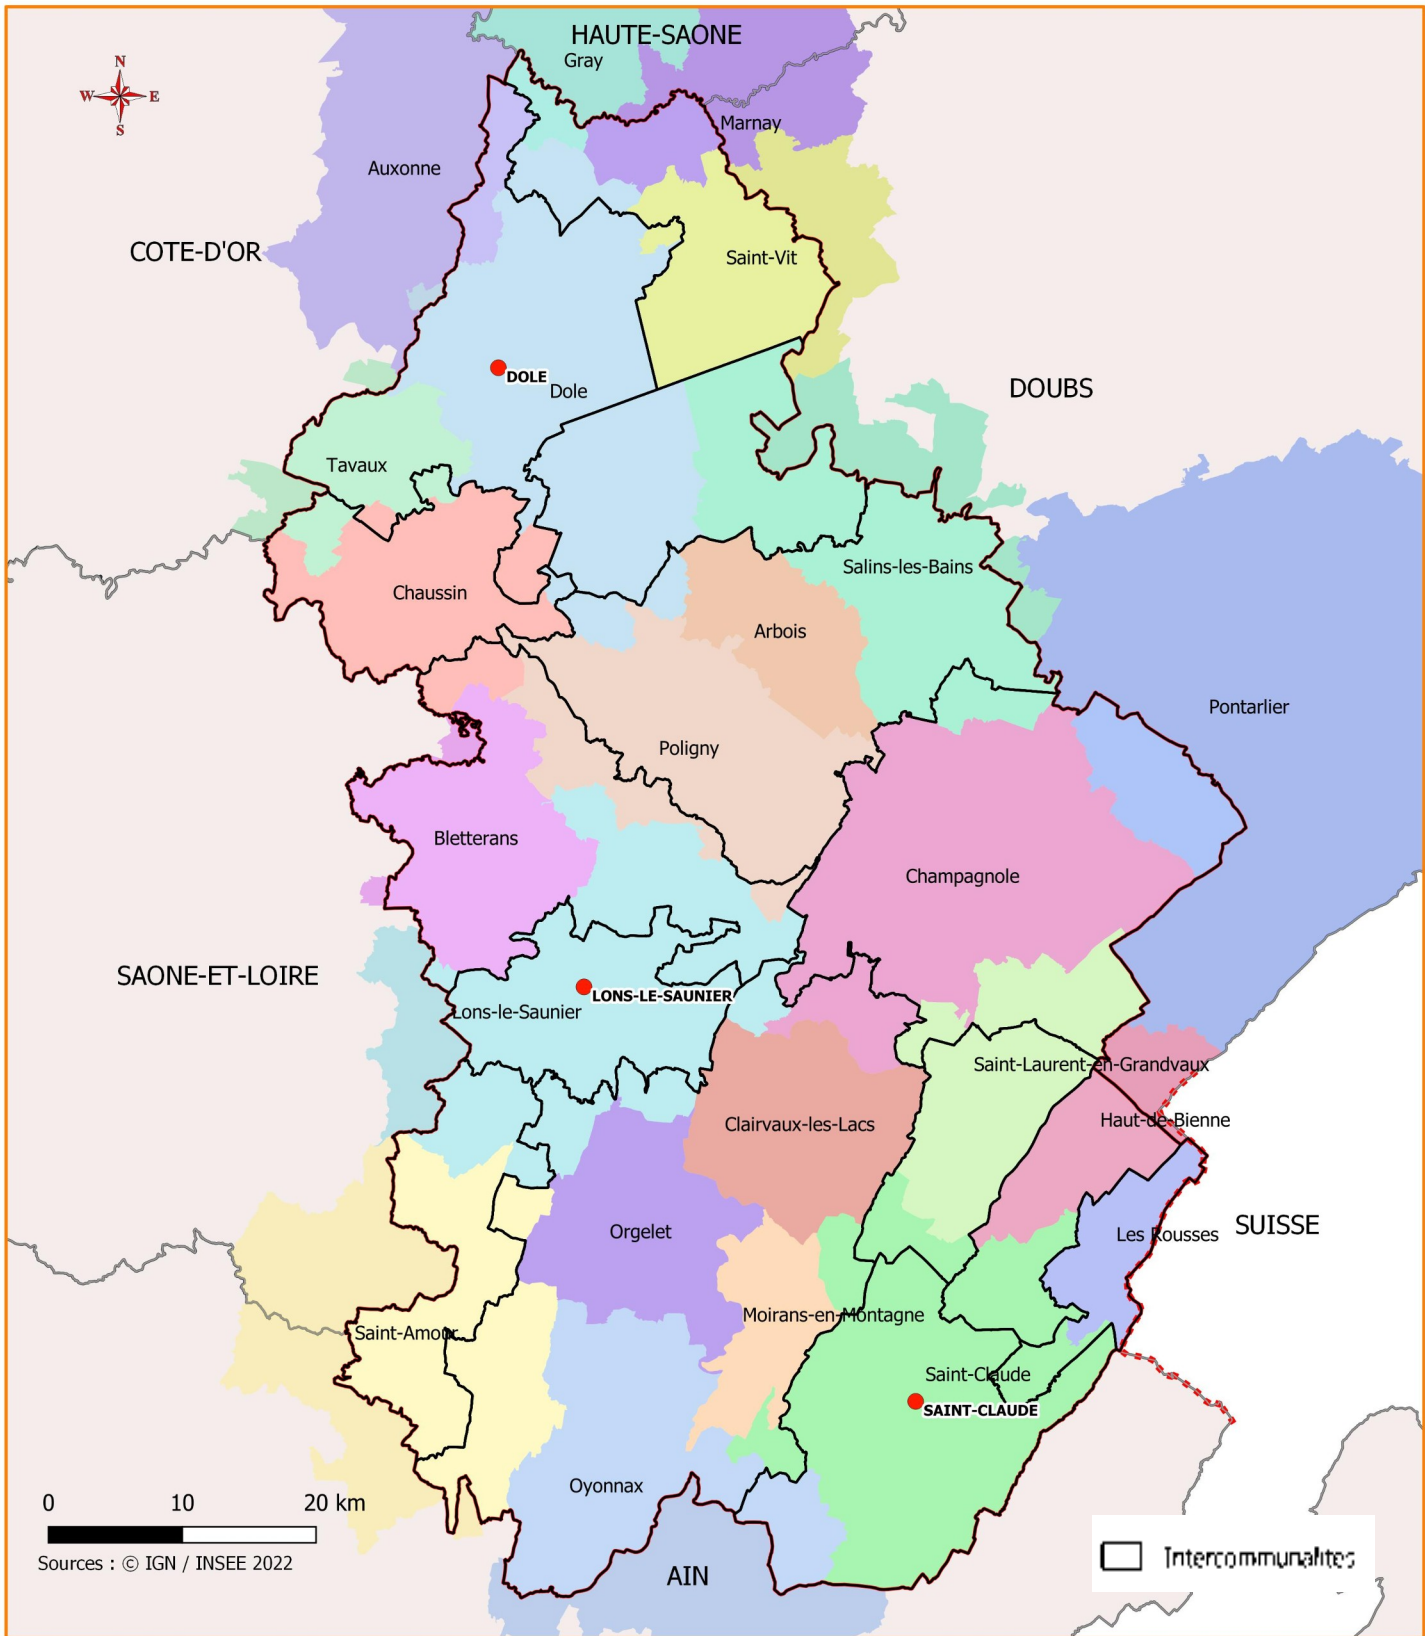 HAUTE-SAONE
Gray
N
W E
S
Marnay
Auxonne
COTE-D'OR
Saint-Vit
DOLE
Dole
DOUBS
Tavaux
Salins-les-Bains
Chaussin
Arbois
Pontarlier
Poligny
Bletterans
Champagnole
SAONE-ET-LOIRE
LONS-LE-SAUNIER
Lons-le-Saunier
Saint-Laurent-en-Grandvaux
Haut-de-Bienne
Clairvaux-les-Lacs
SUISSE
Orgelet
Les Rousses
Moirans-en-Montagne
Saint-Amour
Saint-Claude
SAINT-CLAUDE
Oyonnax
0 10 20 km
Sources : © IGN / INSEE 2022
AIN
Intercommunalites